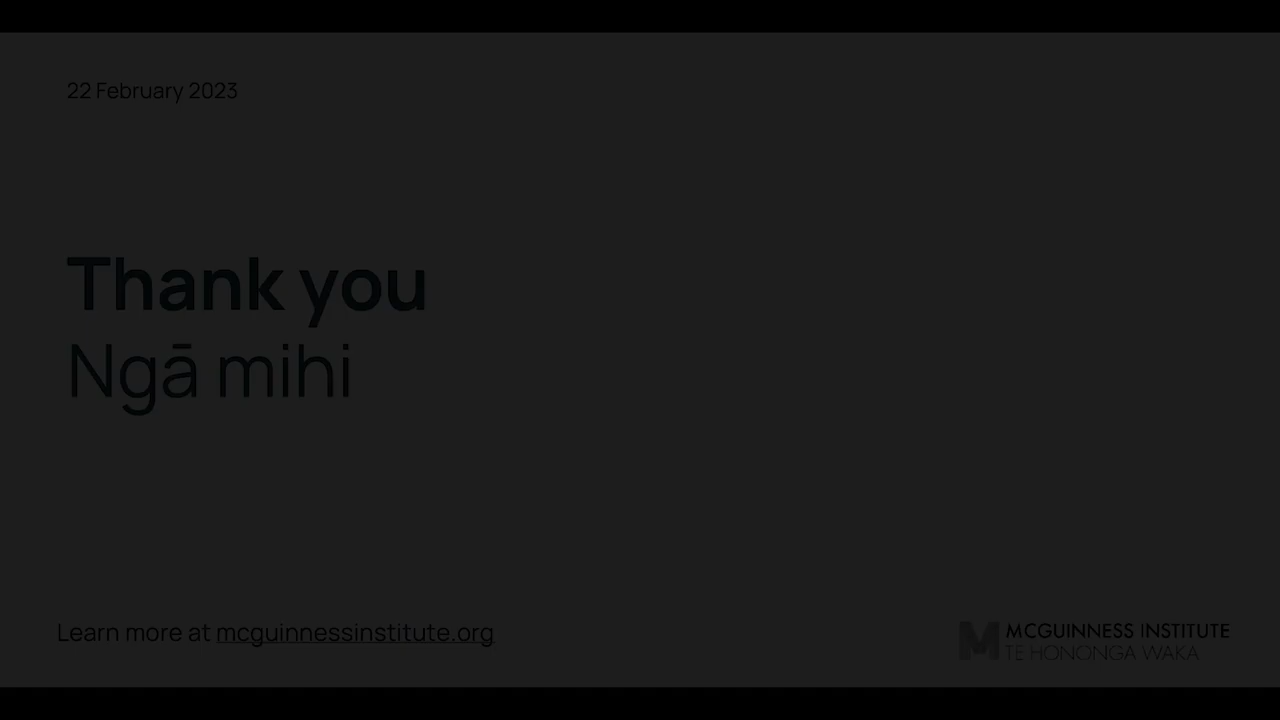 22 February 2023
Thank you
Ngā mihi
Learn more at mcguinnessinstitute.org
MCGUINNESS INSTITUTE
TE HONONGA WAKA